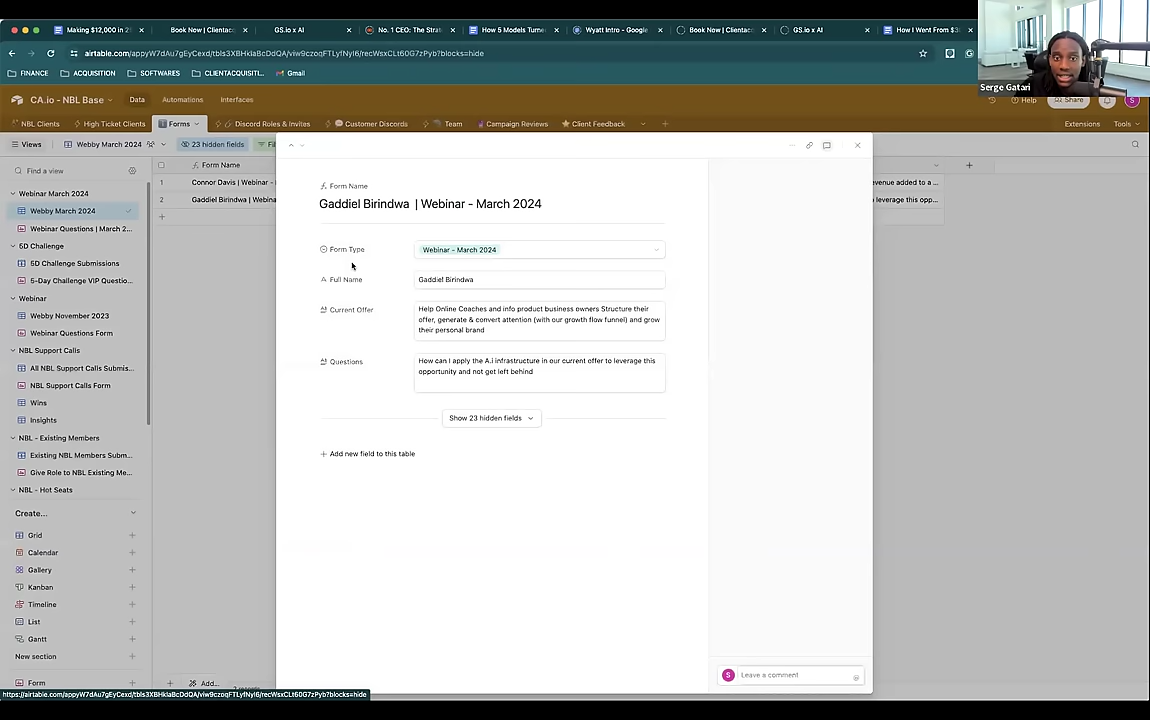 Making $12,000 in 2
Book Now | Clientac
GS.io x AI
No. 1 CEO: The Strat
How 5 Models Turne
Wyatt Intro - Google
Book Now | Clientac
GS.io x AI
How I Went From $3
airtable.com/appyW7dAu7gEyCexd/tbls3XBHkIaBcDdQA/viw9czoqFTLyfNyl6/recWsxCLt60G7zPyb?blocks=hide
FINANCE
ACQUISITION
SOFTWARES
CLIENTACQUISITI...
Gmail
Serge Gatari
CA.io - NBL Base
Data
Automations
Interfaces
Help
Share
S
NBL Clients
High Ticket Clients
Forms
Discord Roles & Invites
Customer Discords
Team
Campaign Reviews
Client Feedback
Extensions
Tools
Views
Webby March 2024
23 hidden fields
Fil
Find a view
Form Name
1
Connor Davis | Webinar -
evenue added to a ...
2
Gaddiel Birindwa | Webina
leverage this opp...
Webinar March 2024
Webby March 2024
Webinar Questions | March 2...
5D Challenge
5D Challenge Submissions
5-Day Challenge VIP Questio...
Webinar
Webby November 2023
Webinar Questions Form
NBL Support Calls
All NBL Support Calls Submis...
NBL Support Calls Form
Wins
Insights
NBL - Existing Members
Existing NBL Members Subm...
Give Role to NBL Existing Me...
NBL - Hot Seats
Create...
Grid
Calendar
Gallery
Kanban
Timeline
List
Gantt
New section
Form
Add...
Form Name
Gaddiel Birindwa | Webinar - March 2024
Form Type
Webinar - March 2024
Full Name
Gaddiel Birindwa
Current Offer
Help Online Coaches and info product business owners Structure their
offer, generate & convert attention (with our growth flow funnel) and grow
their personal brand
Questions
How can I apply the A.i infrastructure in our current offer to leverage this
opportunity and not get left behind
Show 23 hidden fields
Add new field to this table
S
Leave a comment
https://airtable.com/appyW7dAu7gEyCexd/tbls3XBHkIaBcDdQA/viw9czoqFTLyfNyl6/recWsxCLt60G7zPyb?blocks=hide